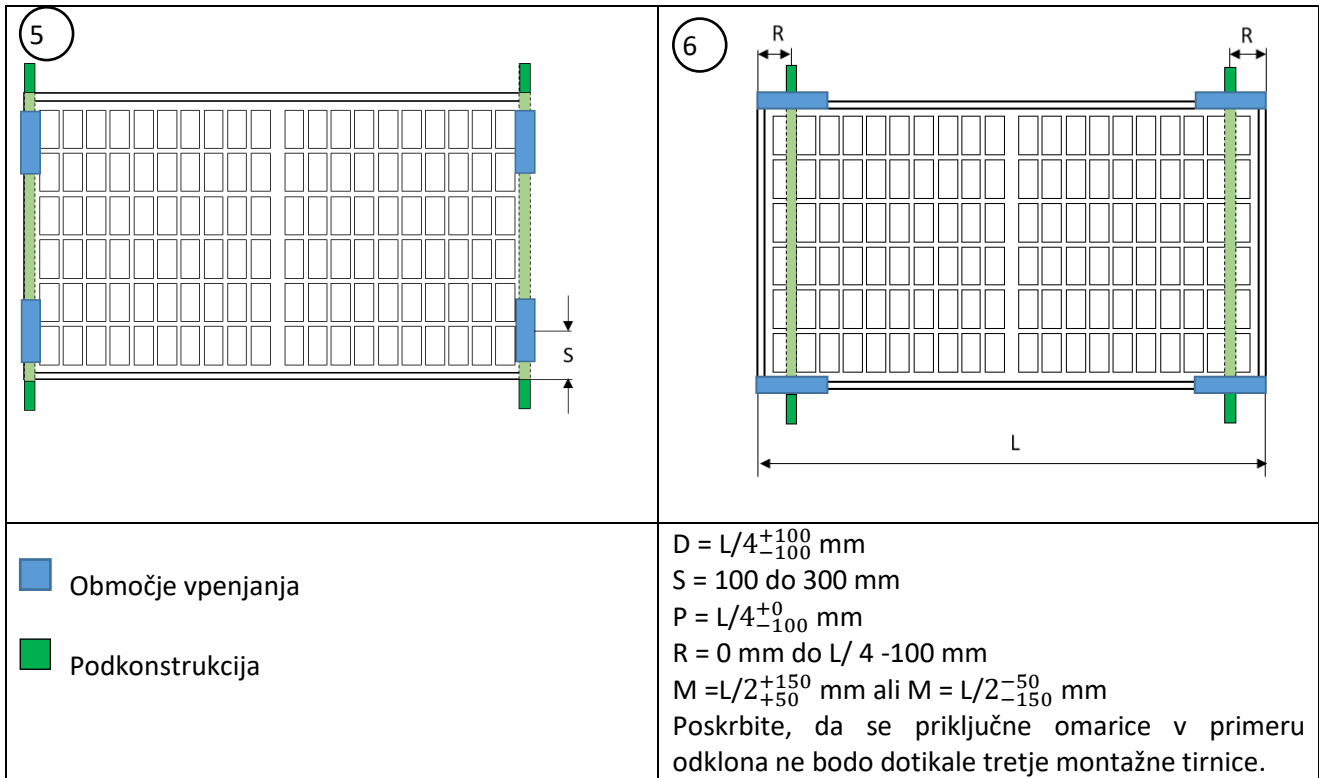 5
S
6
R R
L
Območje vpenjanja
Podkonstrukcija
D = L/4⁺¹⁰⁰₋₁₀₀ mm
S = 100 do 300 mm
P = L/4⁺⁰₋₁₀₀ mm
R = 0 mm do L/ 4 -100 mm
M =L/2⁺¹⁵⁰₊₅₀ mm ali M = L/2⁻⁵⁰₋₁₅₀ mm
Poskrbite, da se priključne omarice v primeru
odklona ne bodo dotikale tretje montažne tirnice.